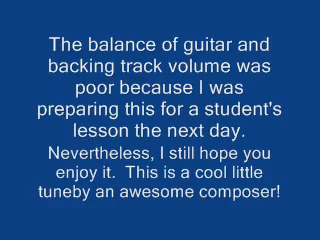 The balance of guitar and
backing track volume was
poor because I was
preparing this for a student's
lesson the next day.
Nevertheless, I still hope you
enjoy it.  This is a cool little
tuneby an awesome composer!